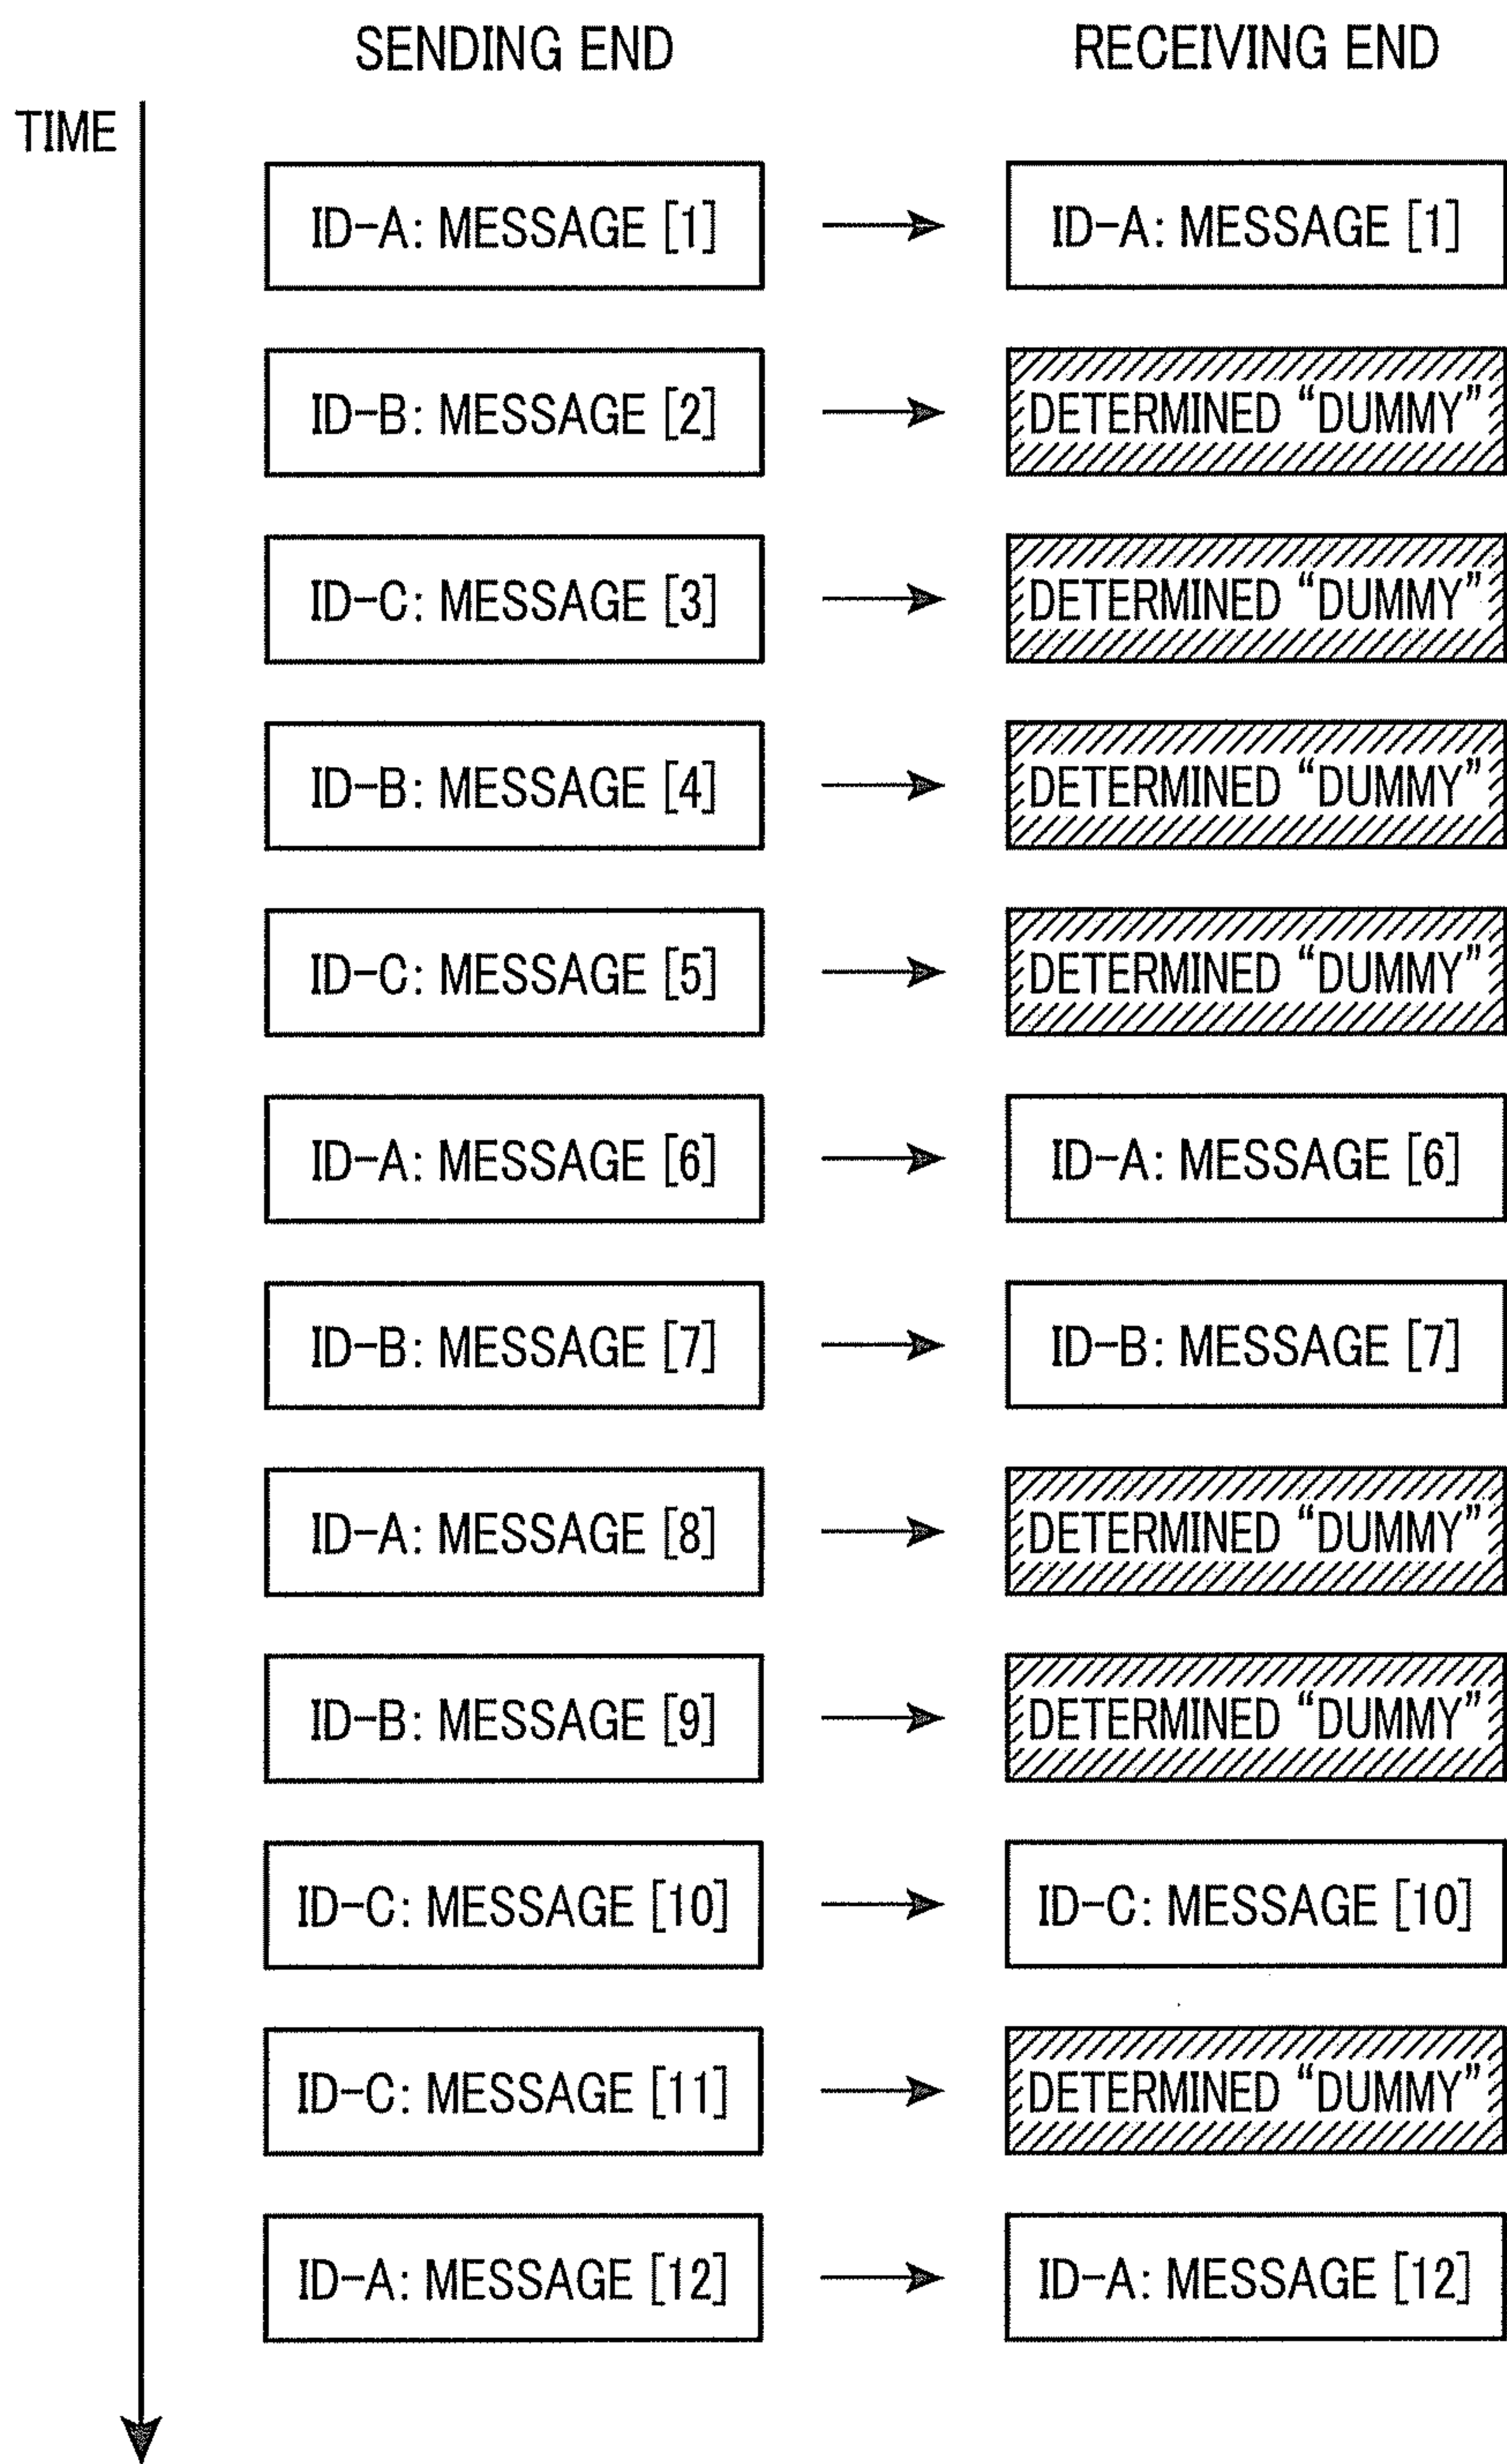 SENDING END
RECEIVING END
TIME
ID-A: MESSAGE [1]
ID-A: MESSAGE [1]
ID-B: MESSAGE [2]
DETERMINED “DUMMY”
ID-C: MESSAGE [3]
DETERMINED “DUMMY”
ID-B: MESSAGE [4]
DETERMINED “DUMMY”
ID-C: MESSAGE [5]
DETERMINED “DUMMY”
ID-A: MESSAGE [6]
ID-A: MESSAGE [6]
ID-B: MESSAGE [7]
ID-B: MESSAGE [7]
ID-A: MESSAGE [8]
DETERMINED “DUMMY”
ID-B: MESSAGE [9]
DETERMINED “DUMMY”
ID-C: MESSAGE [10]
ID-C: MESSAGE [10]
ID-C: MESSAGE [11]
DETERMINED “DUMMY”
ID-A: MESSAGE [12]
ID-A: MESSAGE [12]